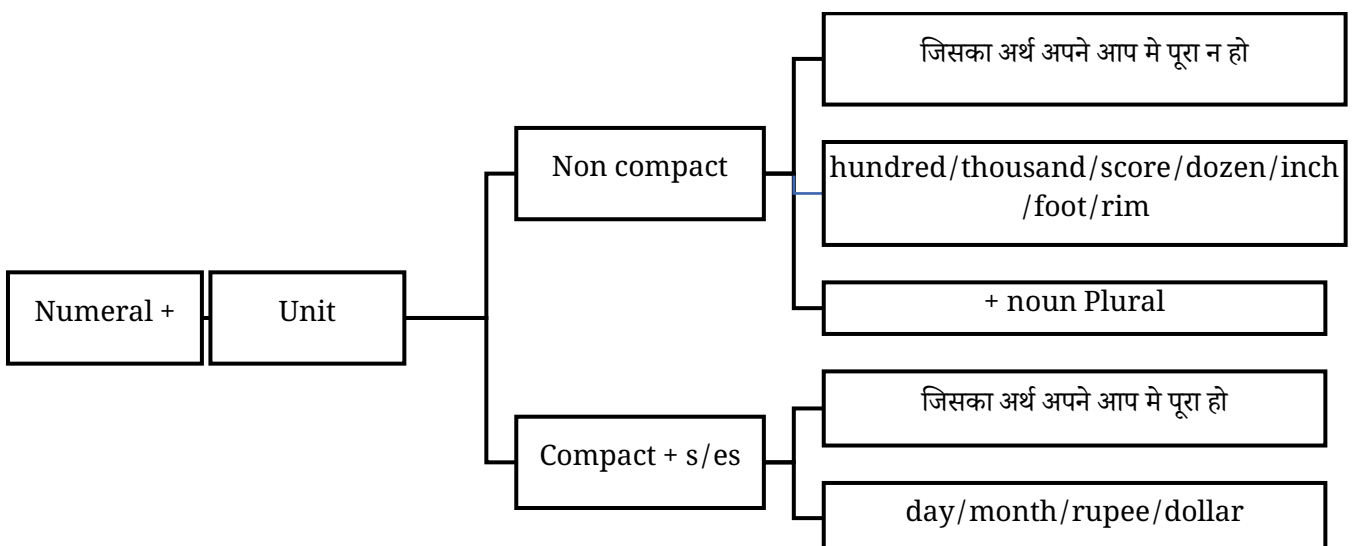 जिसका अर्थ अपने आप मे पूरा न हो
Non compact
hundred/thousand/score/dozen/inch
/foot/rim
Numeral +
Unit
+ noun Plural
जिसका अर्थ अपने आप मे पूरा हो
Compact + s/es
day/month/rupee/dollar